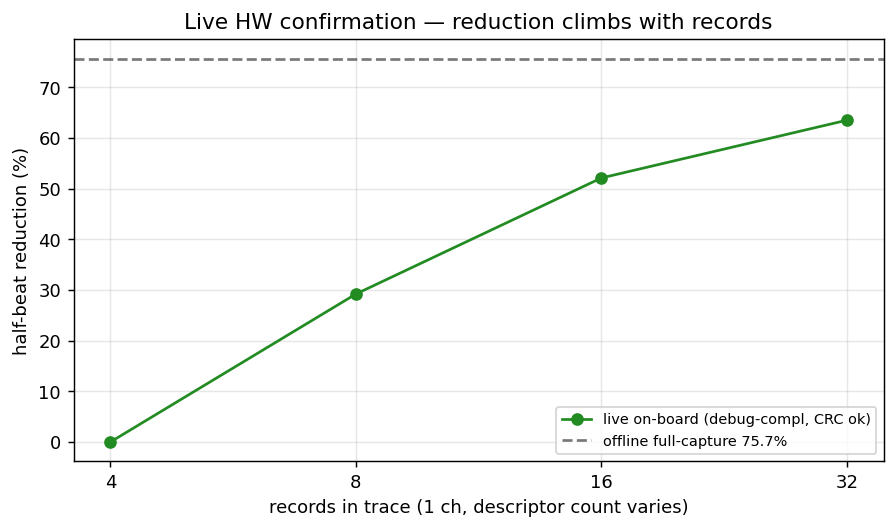 Live HW confirmation — reduction climbs with records
half-beat reduction (%)
70
60
50
40
30
20
10
0
4 8 16 32
records in trace (1 ch, descriptor count varies)
live on-board (debug-compl, CRC ok)
offline full-capture 75.7%